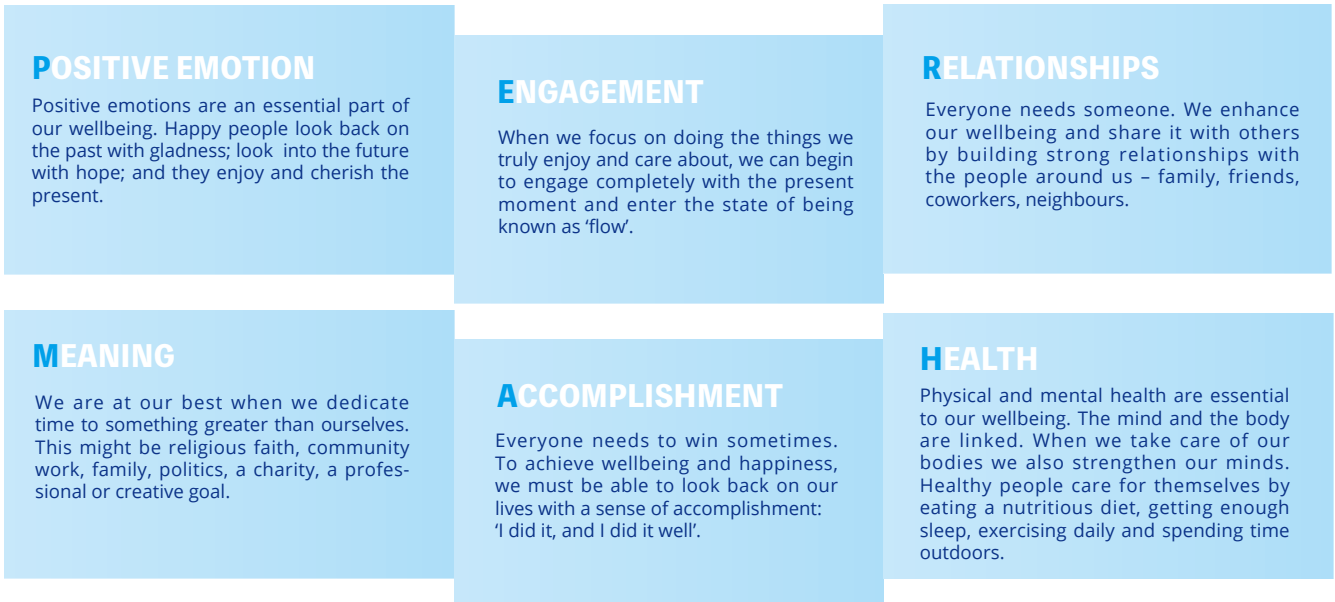 POSITIVE EMOTION
Positive emotions are an essential part of
our wellbeing. Happy people look back on
the past with gladness; look into the future
with hope; and they enjoy and cherish the
present.
ENGAGEMENT
When we focus on doing the things we
truly enjoy and care about, we can begin
to engage completely with the present
moment and enter the state of being
known as ‘flow’.
RELATIONSHIPS
Everyone needs someone. We enhance
our wellbeing and share it with others
by building strong relationships with
the people around us – family, friends,
coworkers, neighbours.
MEANING
We are at our best when we dedicate
time to something greater than ourselves.
This might be religious faith, community
work, family, politics, a charity, a profes-
sional or creative goal.
ACCOMPLISHMENT
Everyone needs to win sometimes.
To achieve wellbeing and happiness,
we must be able to look back on our
lives with a sense of accomplishment:
‘I did it, and I did it well’.
HEALTH
Physical and mental health are essential
to our wellbeing. The mind and the body
are linked. When we take care of our
bodies we also strengthen our minds.
Healthy people care for themselves by
eating a nutritious diet, getting enough
sleep, exercising daily and spending time
outdoors.